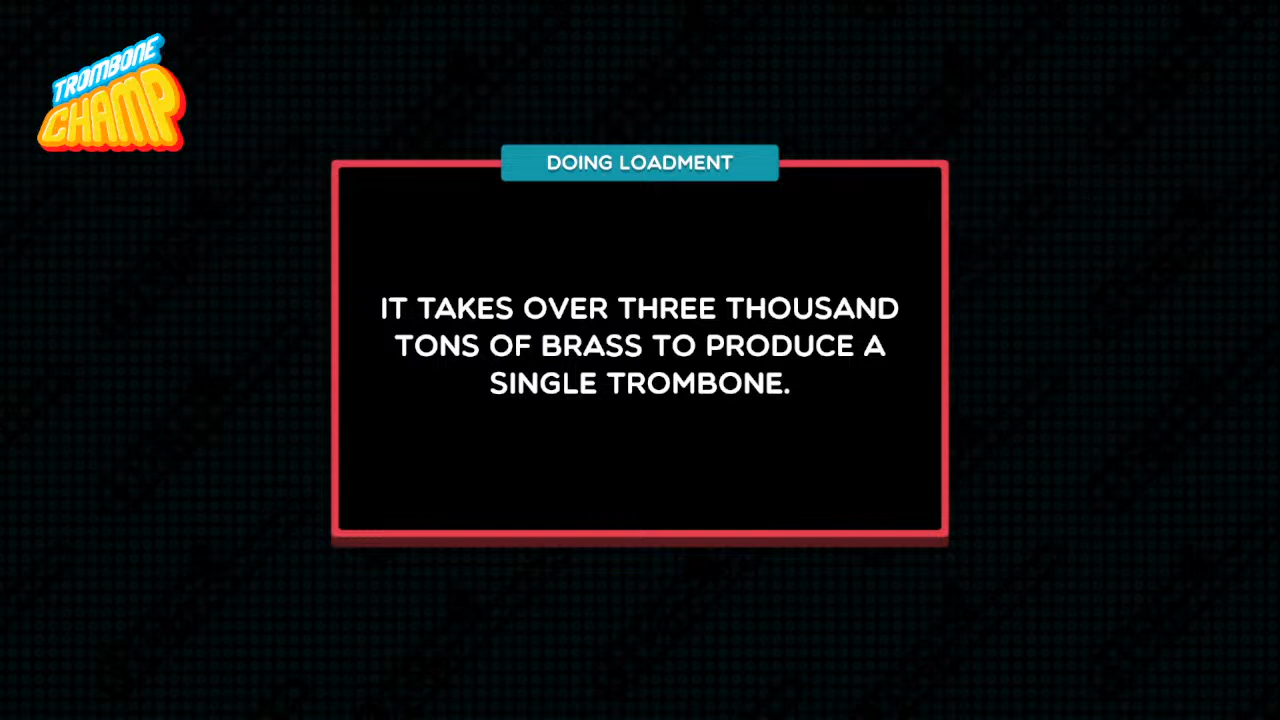 TROMBONE
CHAMP
DOING LOADMENT
IT TAKES OVER THREE THOUSAND
TONS OF BRASS TO PRODUCE A
SINGLE TROMBONE.